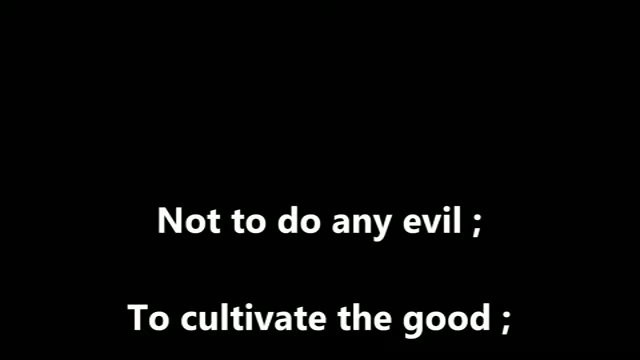 Not to do any evil ;
To cultivate the good ;